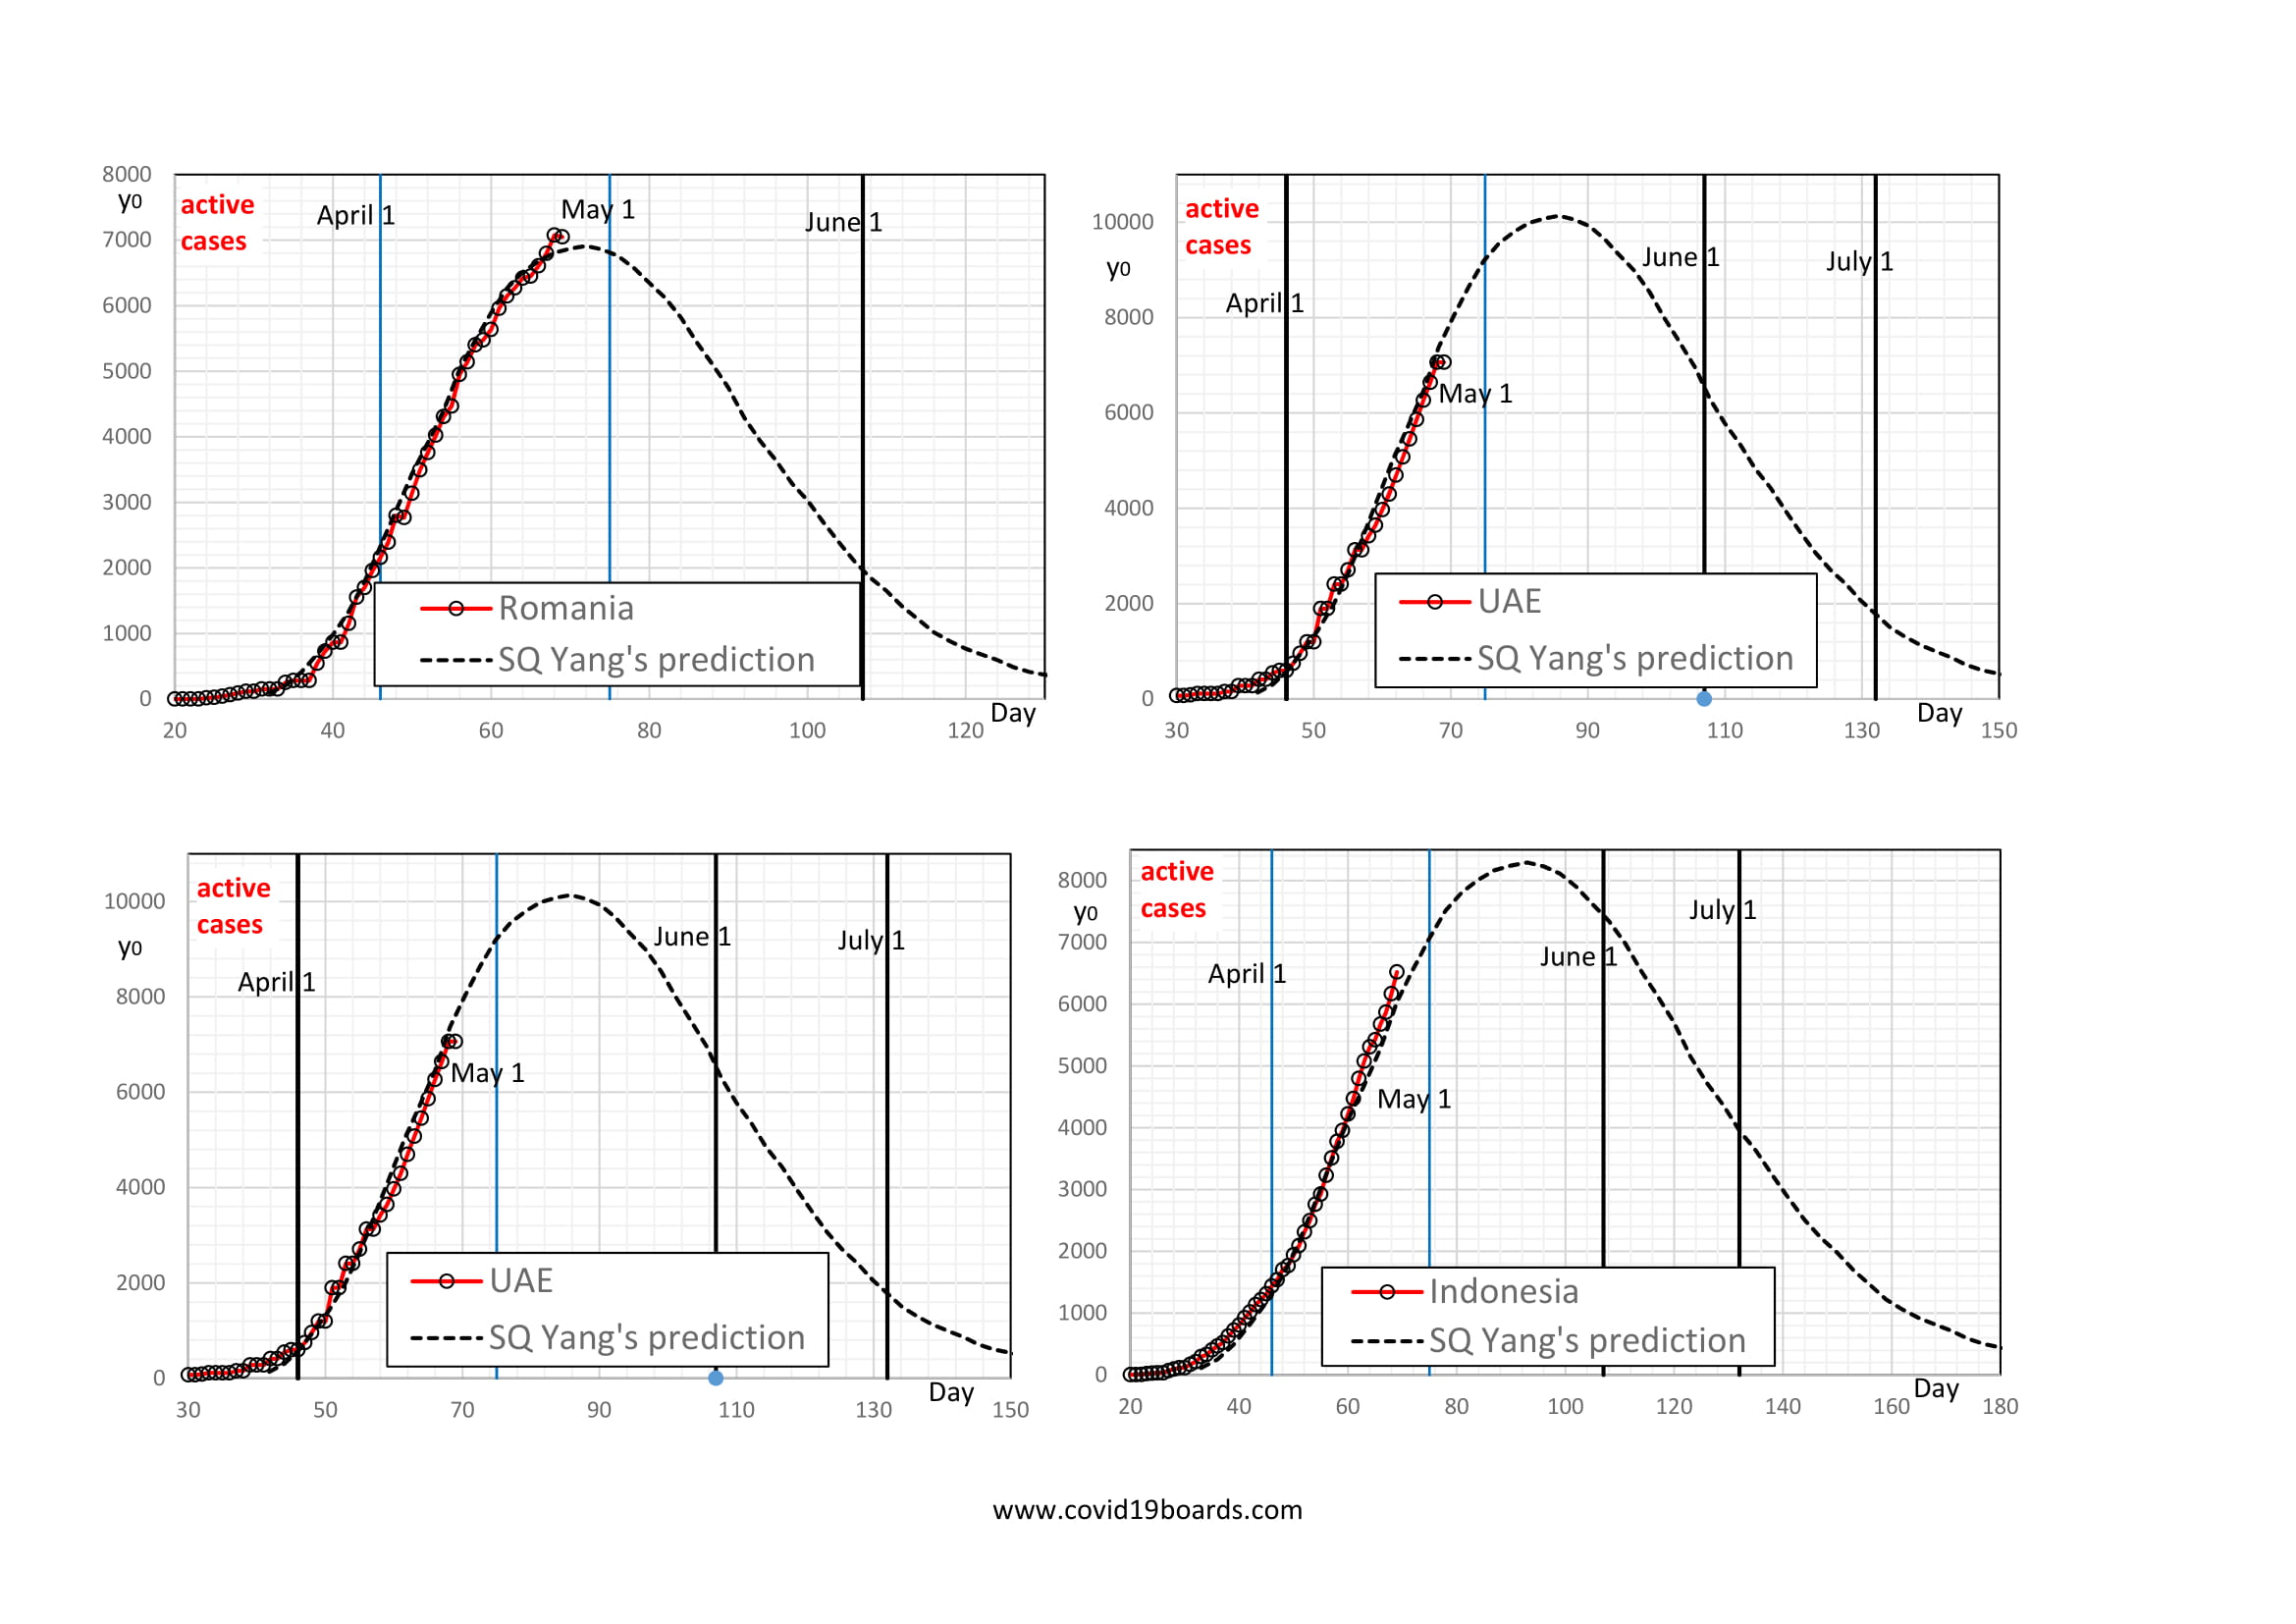 8000
y0
active
cases
April 1
May 1
June 1
7000
6000
5000
4000
3000
2000
1000
0
Romania
SQ Yang's prediction
Day
20 40 60 80 100 120
active
cases
10000
y0
April 1
June 1
July 1
8000
May 1
6000
4000
2000
0
UAE
SQ Yang's prediction
Day
30 50 70 90 110 130 150
active
cases
10000
y0
April 1
June 1
July 1
8000
May 1
6000
4000
2000
0
UAE
SQ Yang's prediction
Day
30 50 70 90 110 130 150
active
cases
8000
y0
July 1
7000
June 1
April 1
6000
5000
May 1
4000
3000
2000
1000
0
Indonesia
SQ Yang's prediction
Day
20 40 60 80 100 120 140 160 180
www.covid19boards.com